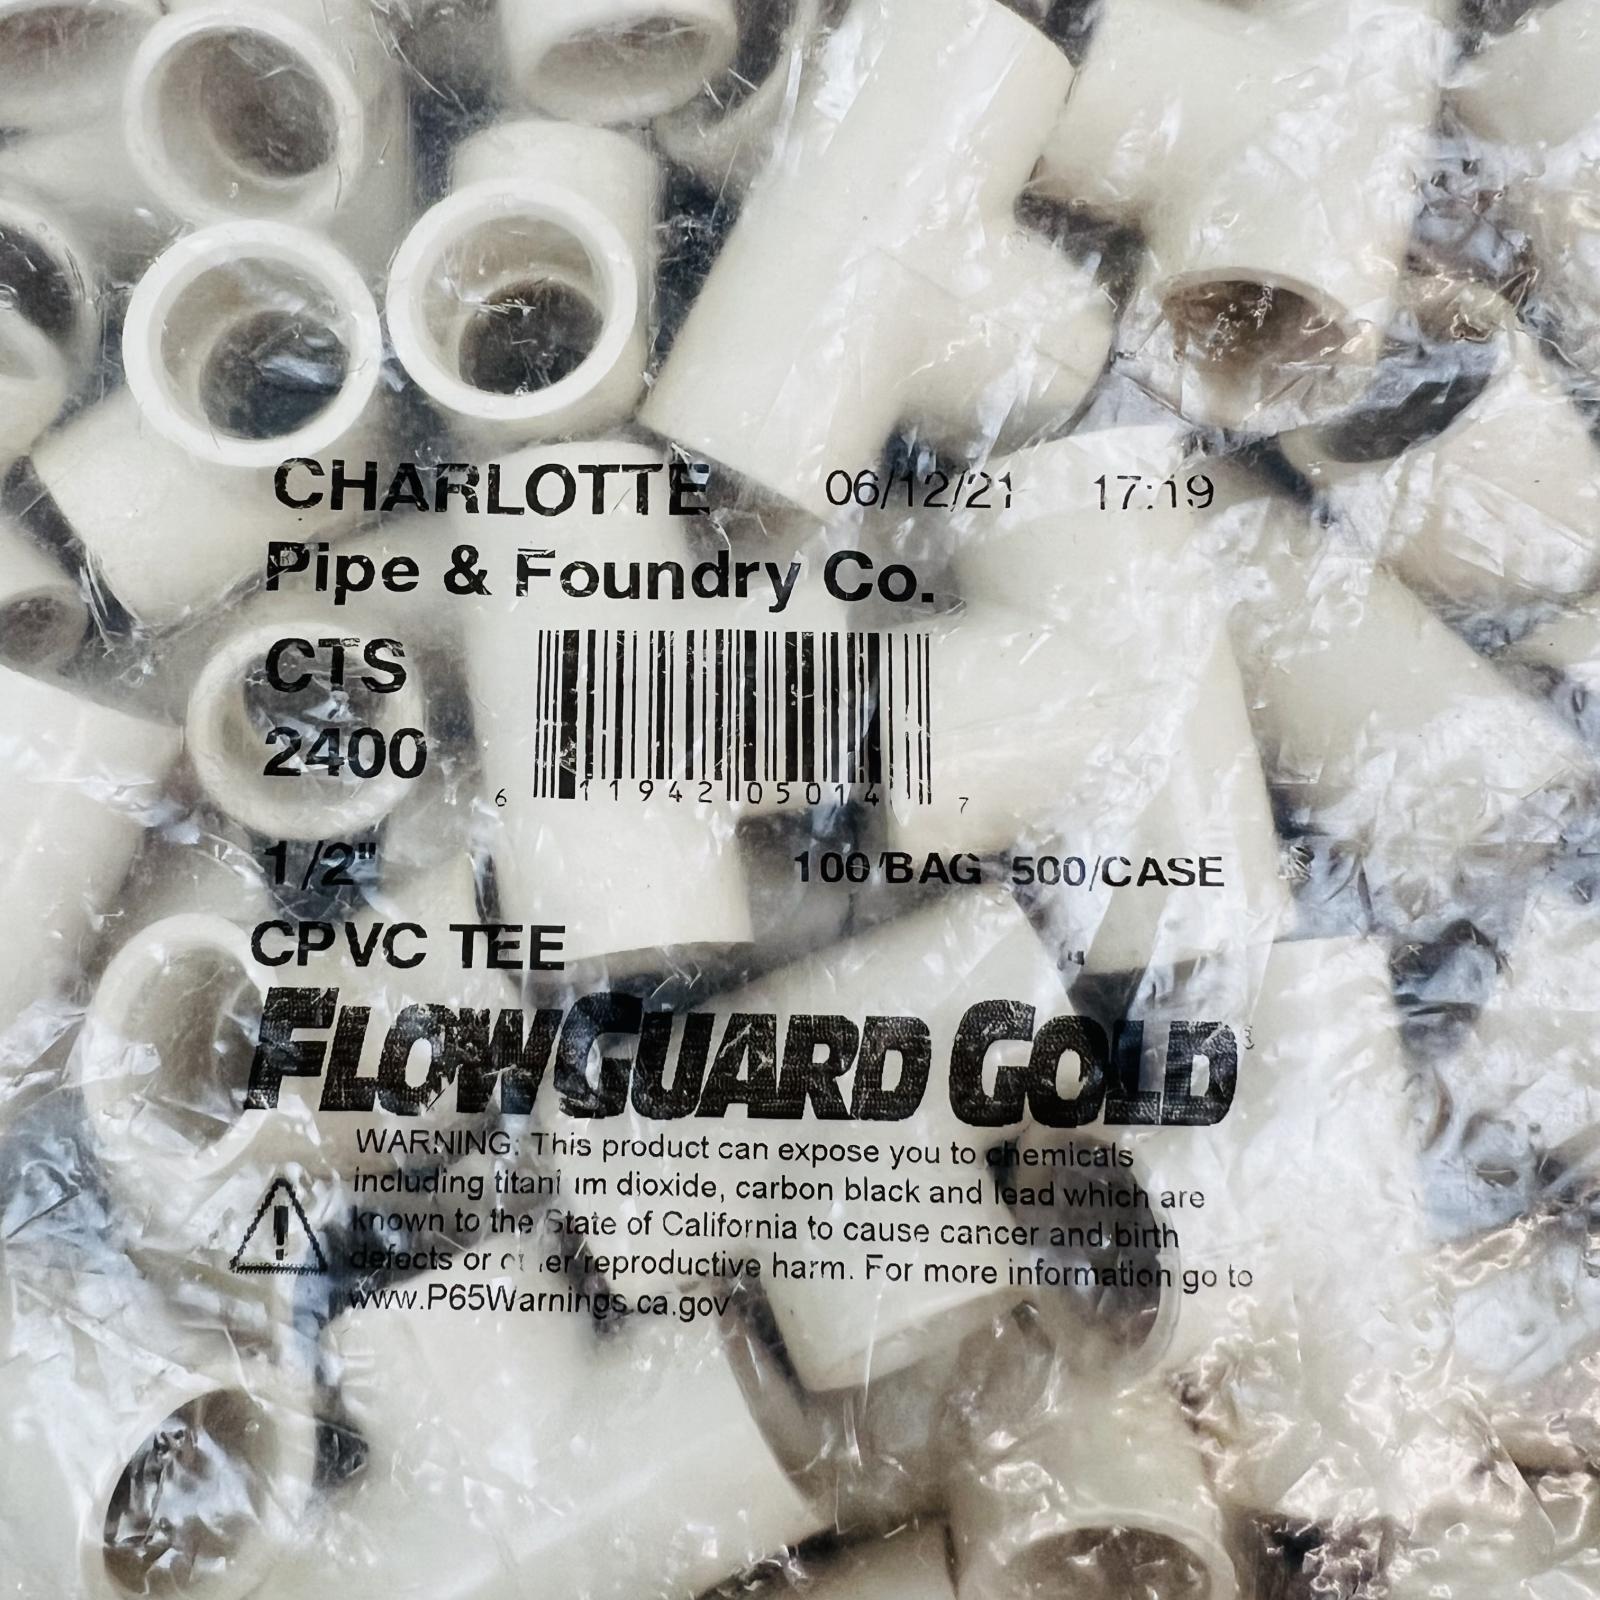 CHARLOTTE 06/12/21 17:19
Pipe & Foundry Co.
CTS
2400
6 11942 05014 7
1/2" 100/BAG 500/CASE
CPVC TEE
FLOWGUARD GOLD
WARNING: This product can expose you to chemicals
including titanium dioxide, carbon black and lead which are
known to the State of California to cause cancer and birth
defects or other reproductive harm. For more information go to
www.P65Warnings.ca.gov